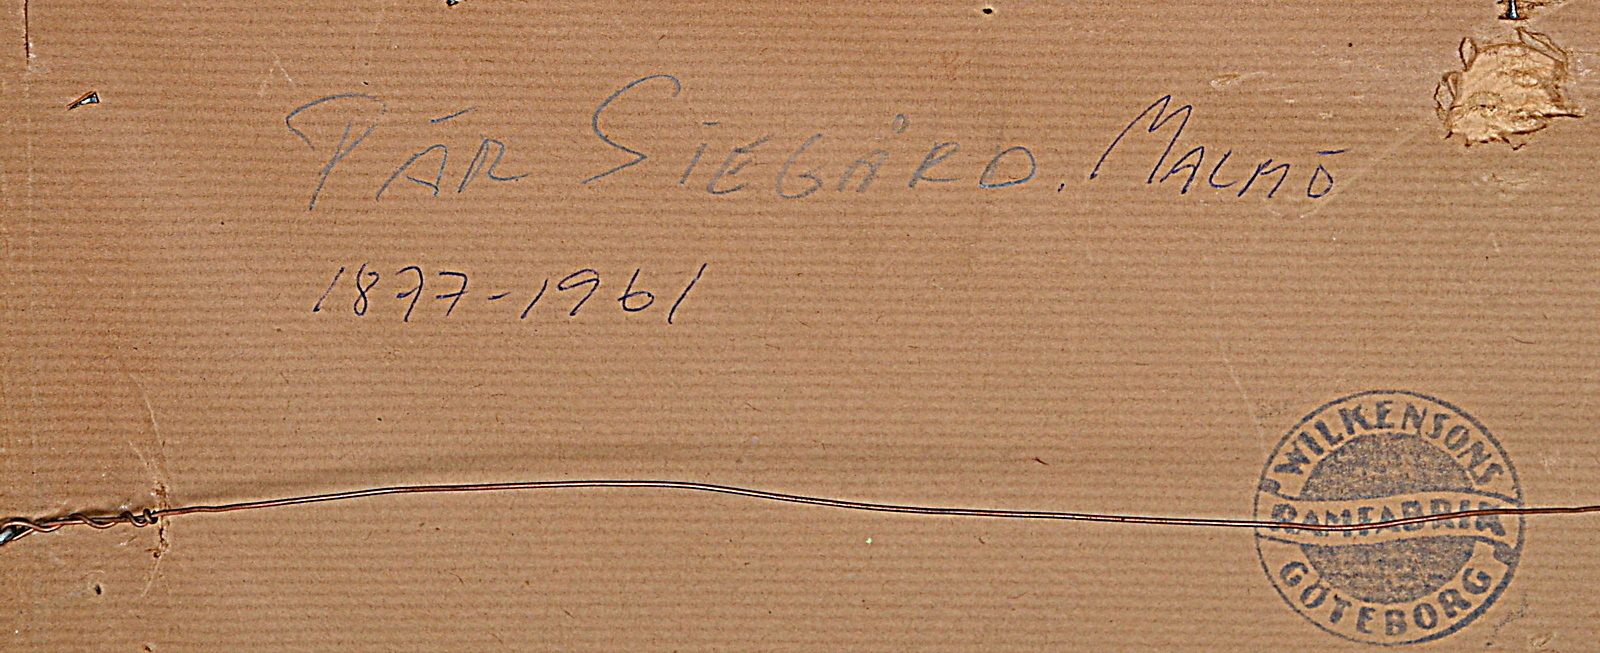 PÄR SIEGÅRD. MALMÖ
1877-1961
WILKENSONS
RAMFABRIK
GÖTEBORG